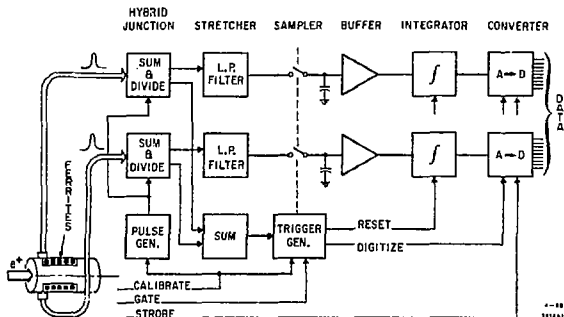 HYBRID JUNCTION STRETCHER SAMPLER BUFFER INTEGRATOR CONVERTER
SUM & DIVIDE
L.P. FILTER
∫
A→D
SUM & DIVIDE
L.P. FILTER
∫
A→D
DATA
FERRITES
PULSE GEN.
SUM
TRIGGER GEN.
RESET
DIGITIZE
e+
CALIBRATE
GATE
STROBE